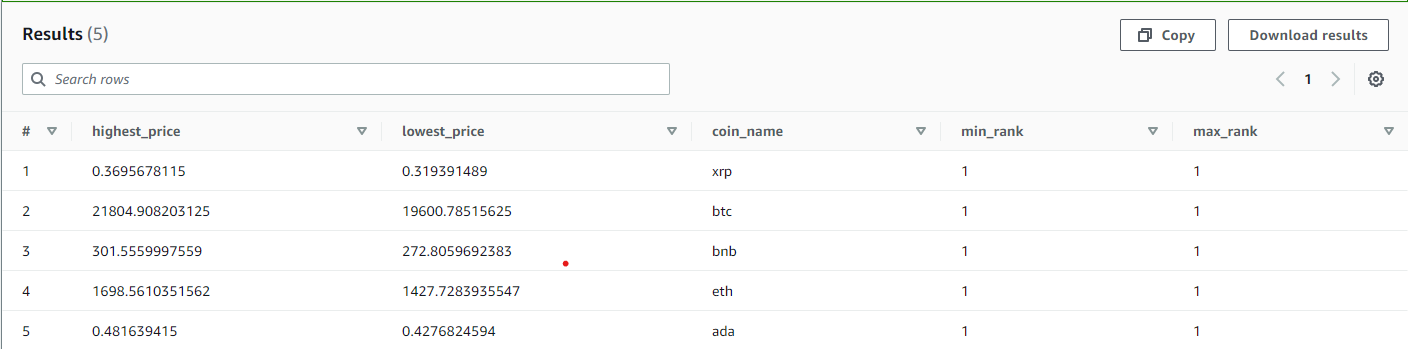 Results (5)
Copy
Download results
Search rows
1
# highest_price lowest_price coin_name min_rank max_rank
1 0.3695678115 0.319391489 xrp 1 1
2 21804.908203125 19600.78515625 btc 1 1
3 301.5559997559 272.8059692383 bnb 1 1
4 1698.5610351562 1427.7283935547 eth 1 1
5 0.481639415 0.4276824594 ada 1 1